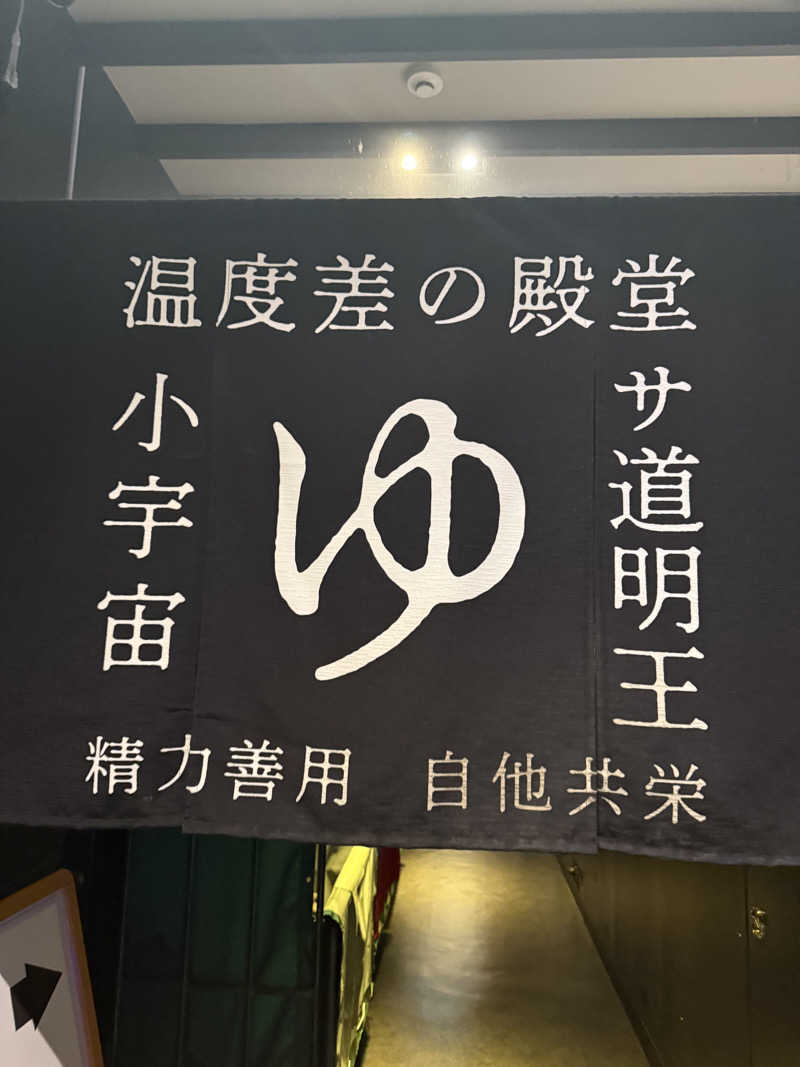 温度差の殿堂
サ道明王
ゆ
小宇宙
精力善用 自他共栄